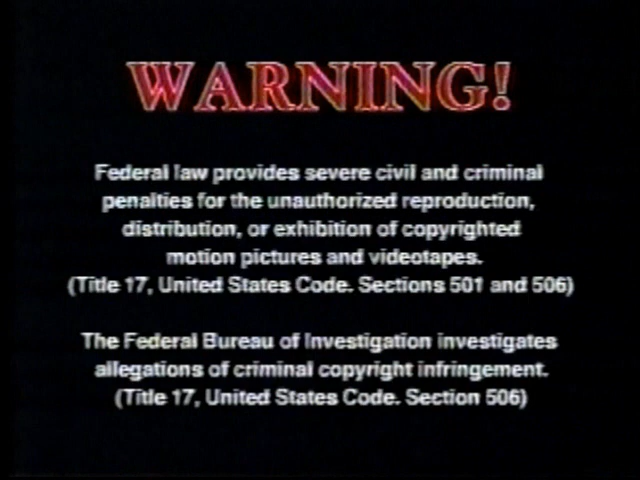 WARNING!
Federal law provides severe civil and criminal
penalties for the unauthorized reproduction,
distribution, or exhibition of copyrighted
motion pictures and videotapes.
(Title 17, United States Code. Sections 501 and 506)
The Federal Bureau of Investigation investigates
allegations of criminal copyright infringement.
(Title 17, United States Code. Section 506)